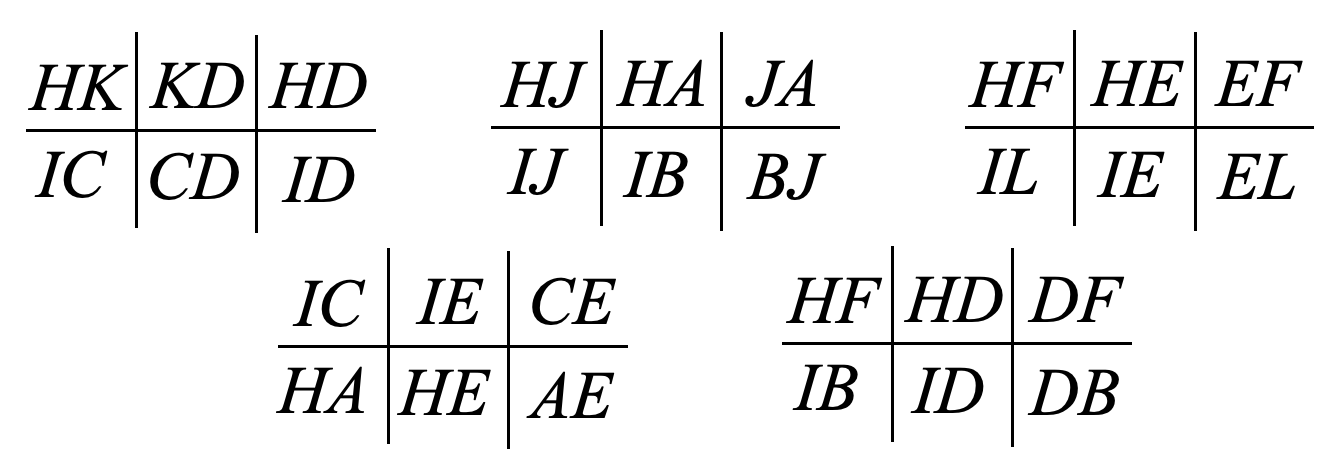 HK KD HD
IC CD ID
HJ HA JA
IJ IB BJ
HF HE EF
IL IE EL
IC IE CE
HA HE AE
HF HD DF
IB ID DB